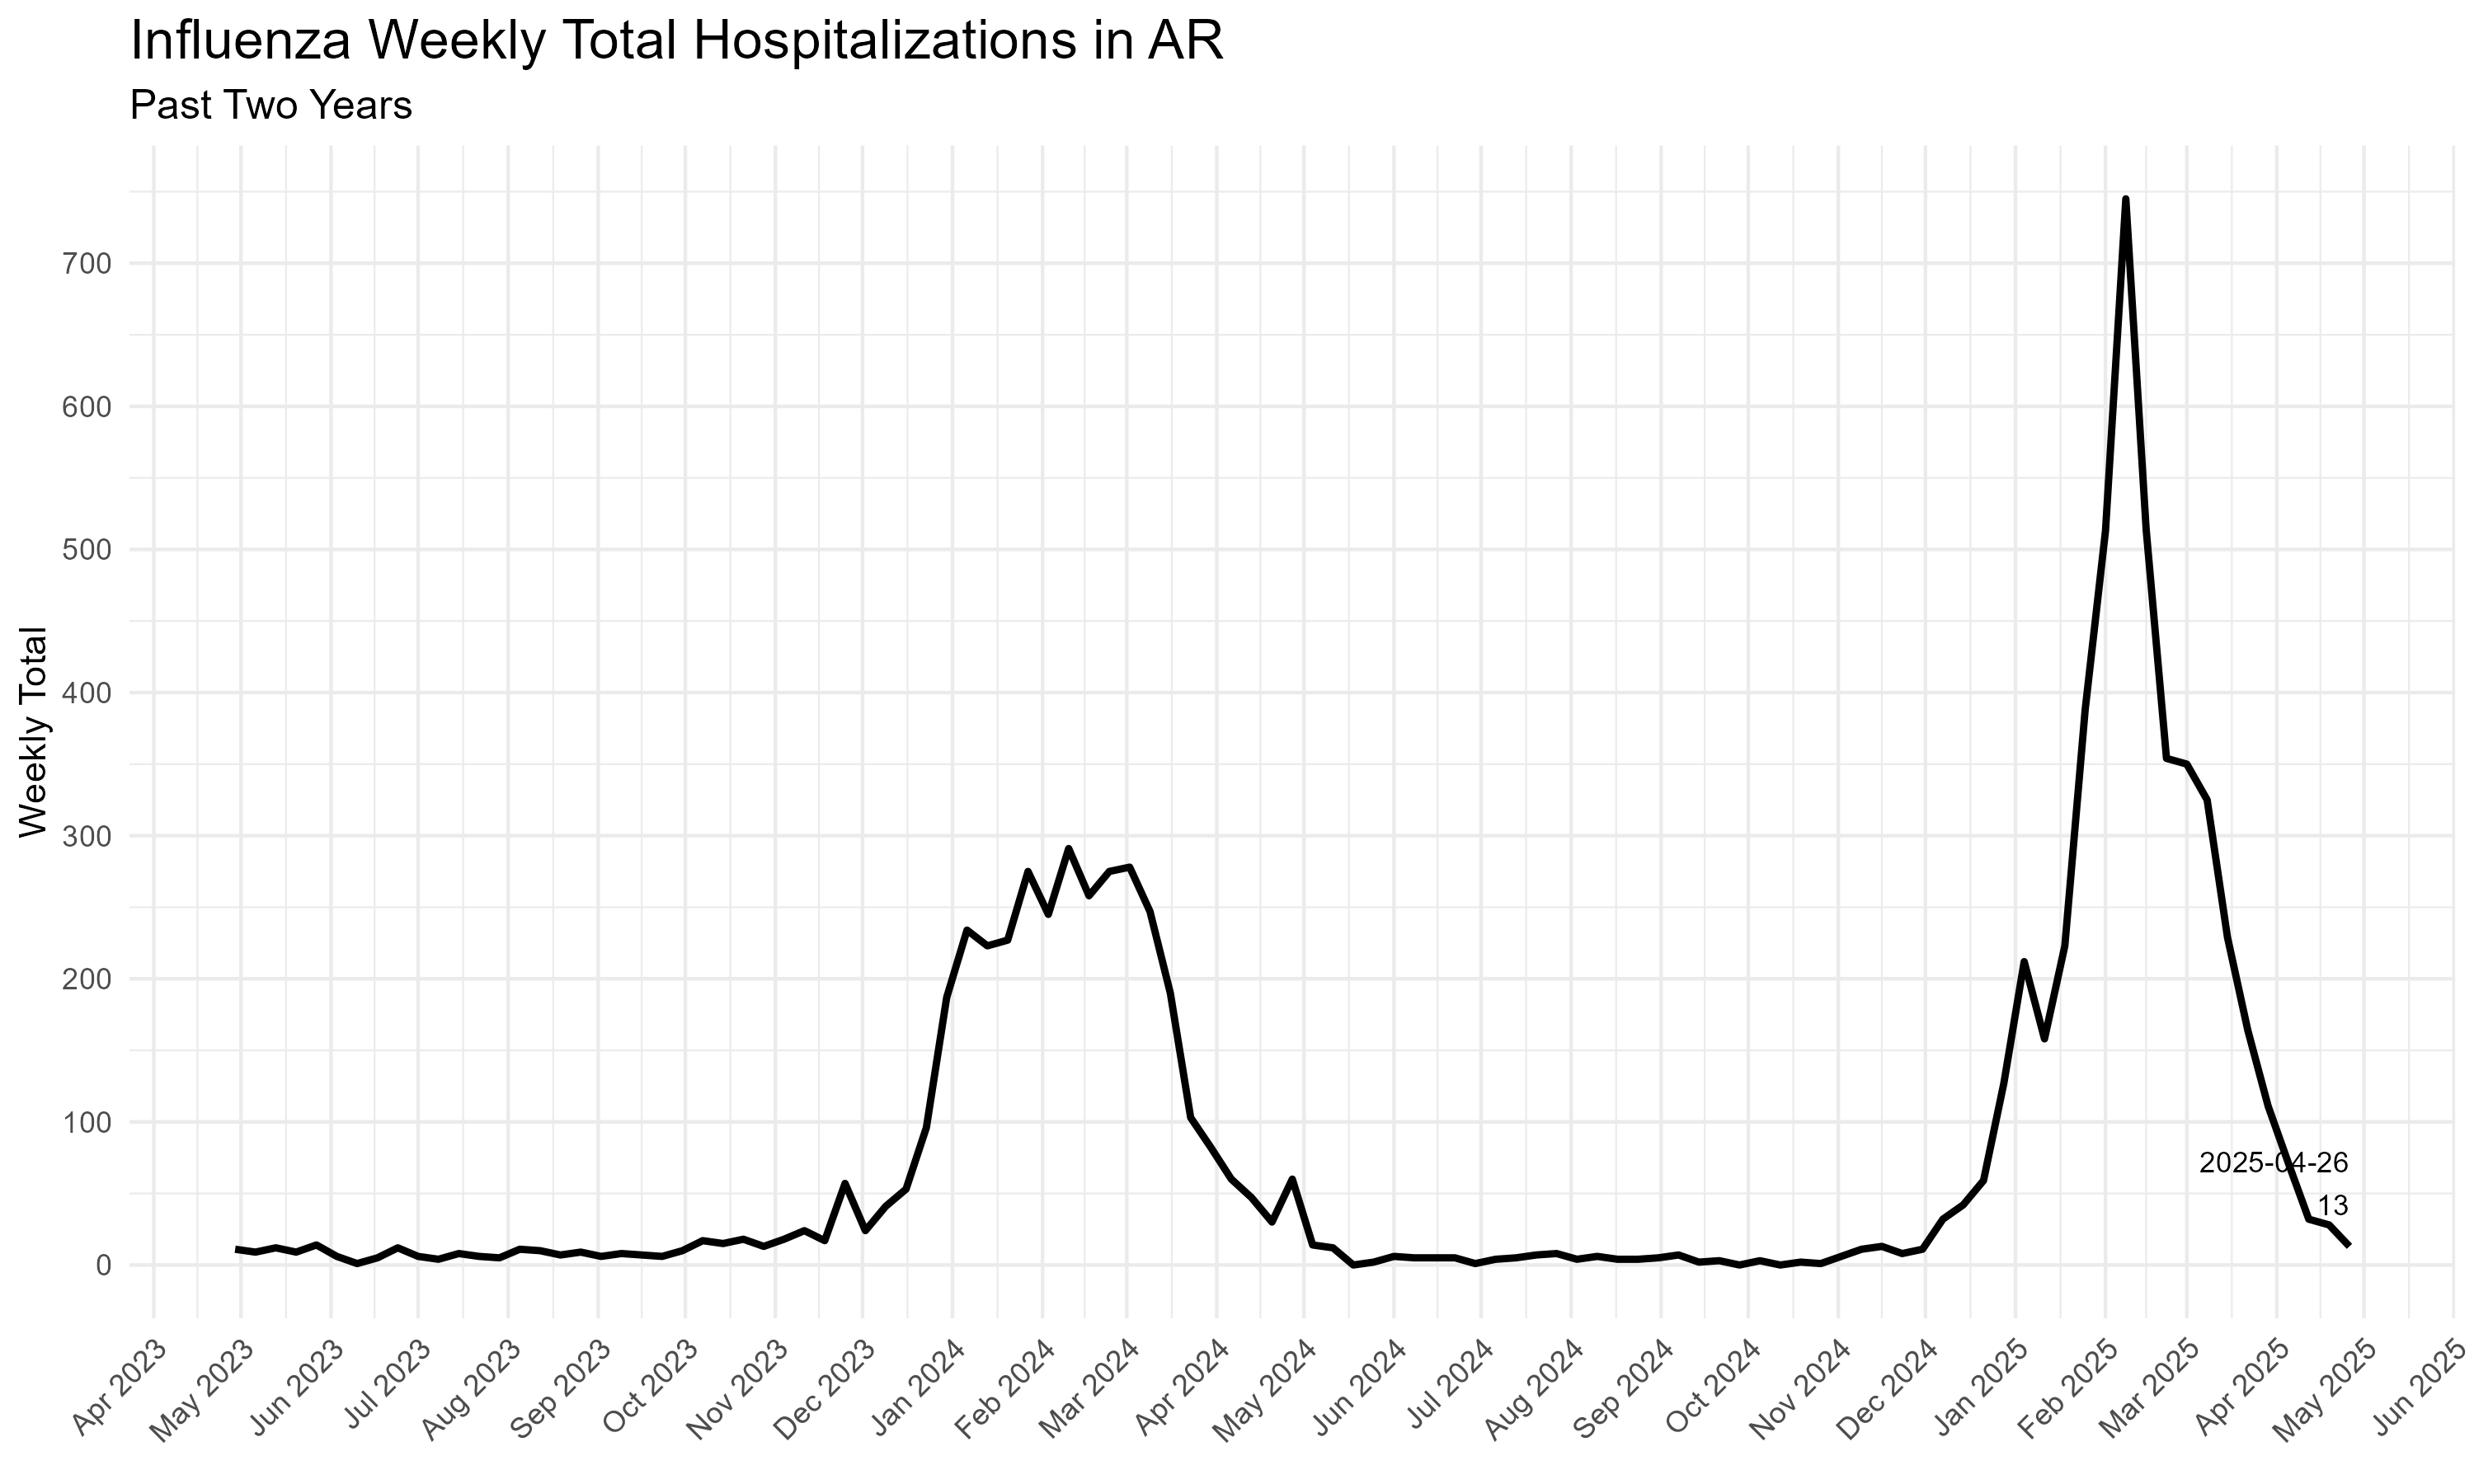 Influenza Weekly Total Hospitalizations in AR
Past Two Years
Weekly Total
700
600
500
400
300
200
100
0
2025-04-26
13
Apr 2023
May 2023
Jun 2023
Jul 2023
Aug 2023
Sep 2023
Oct 2023
Nov 2023
Dec 2023
Jan 2024
Feb 2024
Mar 2024
Apr 2024
May 2024
Jun 2024
Jul 2024
Aug 2024
Sep 2024
Oct 2024
Nov 2024
Dec 2024
Jan 2025
Feb 2025
Mar 2025
Apr 2025
May 2025
Jun 2025